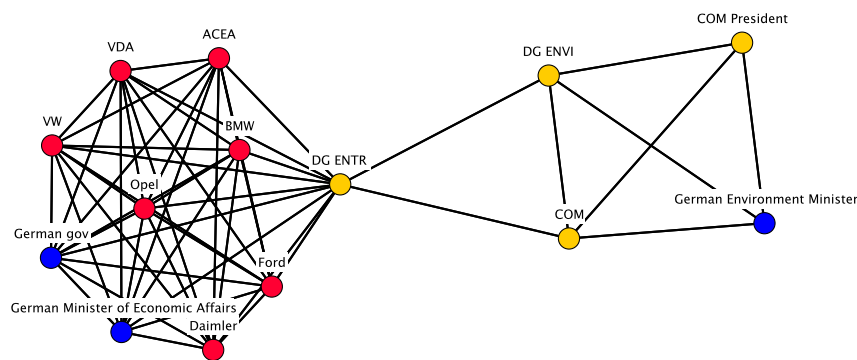 COM President
ACEA
VDA
DG ENVI
VW
BMW
DG ENTR
Opel
German Environment Minister
COM
German gov
Ford
German Minister of Economic Affairs
Daimler